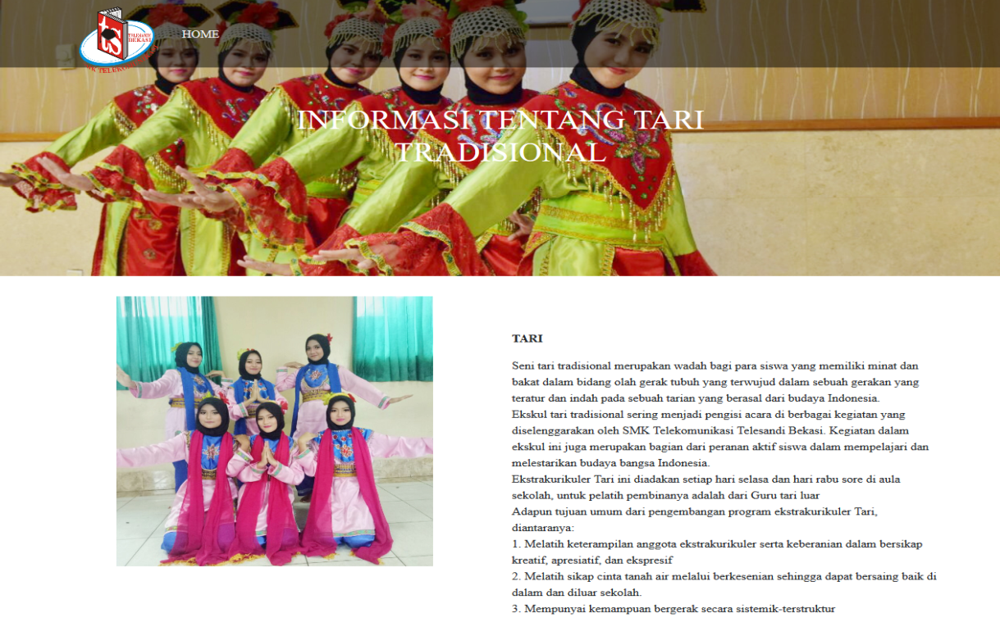 ts
TELESANDI
BEKASI
HOME
INFORMASI TENTANG TARI
TRADISIONAL
TARI
Seni tari tradisional merupakan wadah bagi para siswa yang memiliki minat dan
bakat dalam bidang olah gerak tubuh yang terwujud dalam sebuah gerakan yang
teratur dan indah pada sebuah tarian yang berasal dari budaya Indonesia.
Ekskul tari tradisional sering menjadi pengisi acara di berbagai kegiatan yang
diselenggarakan oleh SMK Telekomunikasi Telesandi Bekasi. Kegiatan dalam
ekskul ini juga merupakan bagian dari peranan aktif siswa dalam mempelajari dan
melestarikan budaya bangsa Indonesia.
Ekstrakurikuler Tari ini diadakan setiap hari selasa dan hari rabu sore di aula
sekolah, untuk pelatih pembinanya adalah dari Guru tari luar
Adapun tujuan umum dari pengembangan program ekstrakurikuler Tari,
diantaranya:
1. Melatih keterampilan anggota ekstrakurikuler serta keberanian dalam bersikap
kreatif, apresiatif, dan ekspresif
2. Melatih sikap cinta tanah air melalui berkesenian sehingga dapat bersaing baik di
dalam dan diluar sekolah.
3. Mempunyai kemampuan bergerak secara sistemik-terstruktur